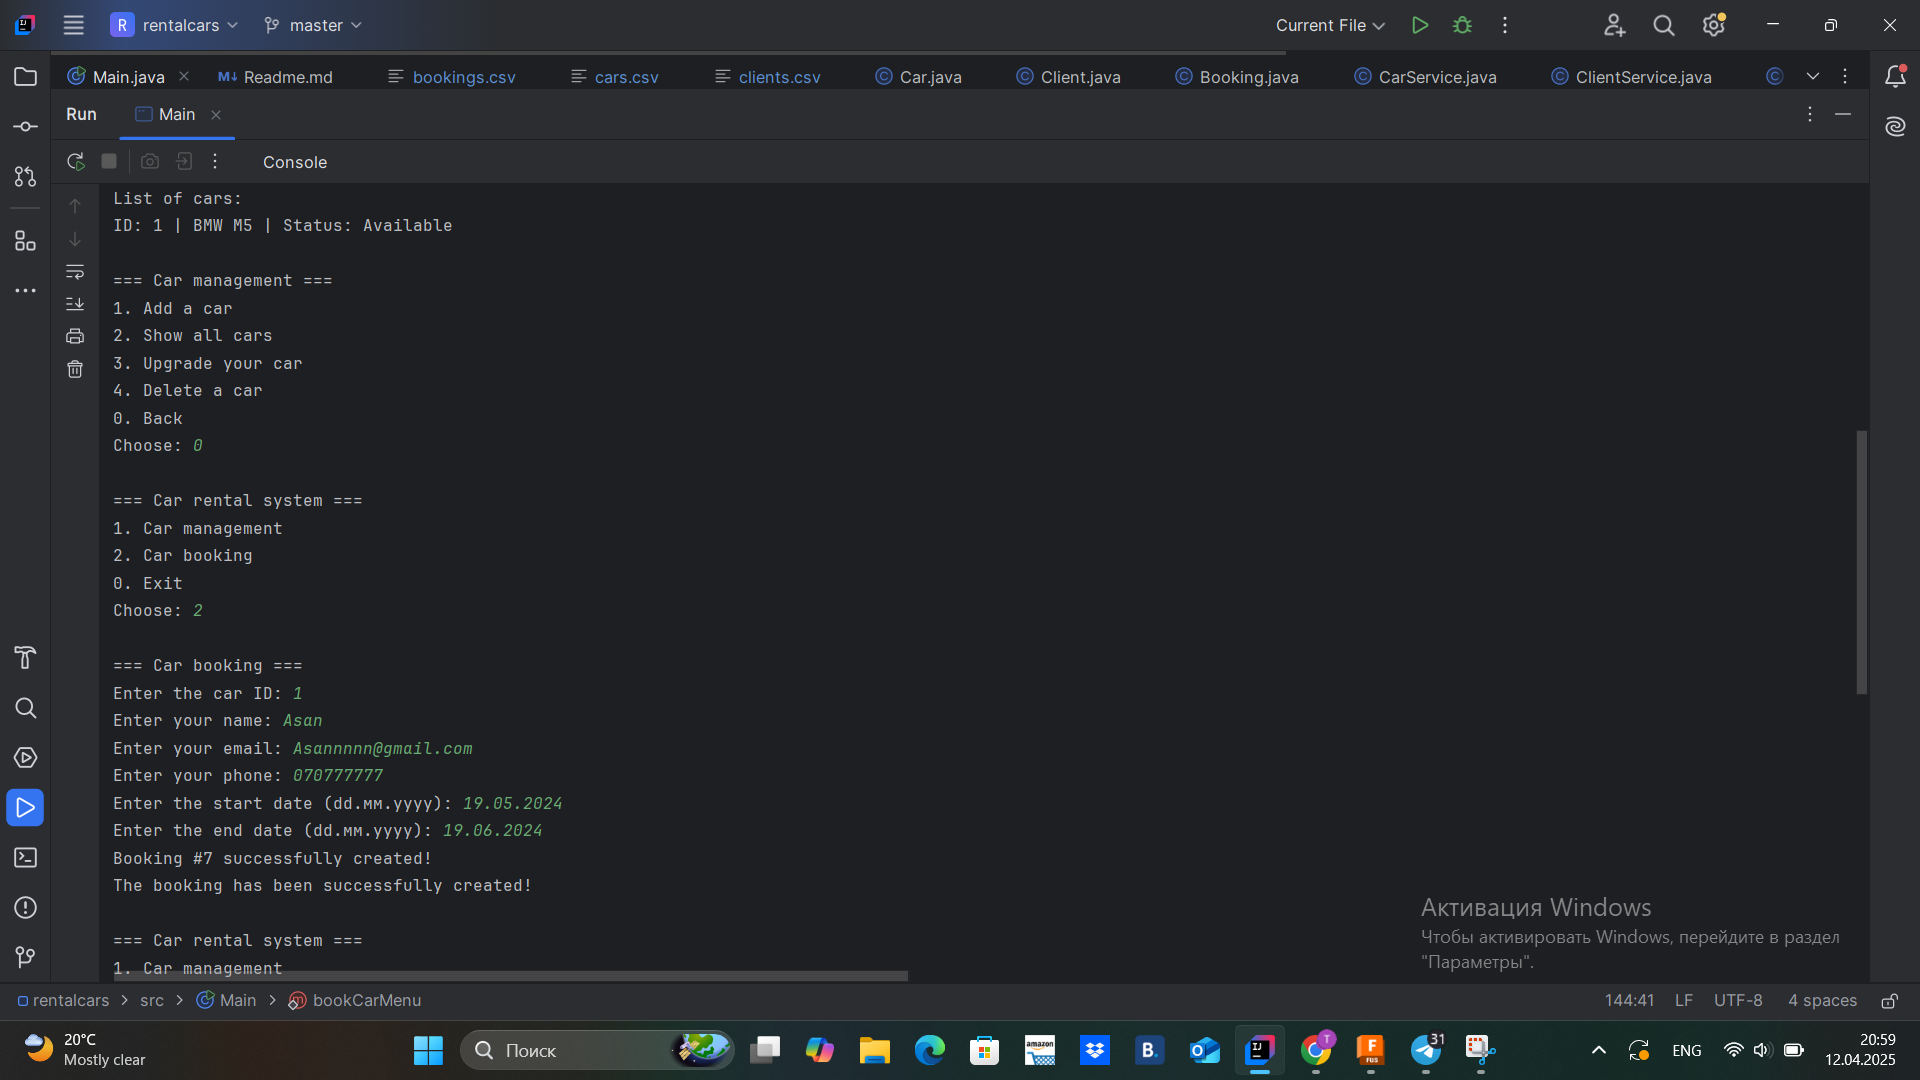 R rentalcars master Current File
Main.java Readme.md bookings.csv cars.csv clients.csv Car.java Client.java Booking.java CarService.java ClientService.java
Run Main
Console
List of cars:
ID: 1 | BMW M5 | Status: Available
=== Car management ===
1. Add a car
2. Show all cars
3. Upgrade your car
4. Delete a car
0. Back
Choose: 0
=== Car rental system ===
1. Car management
2. Car booking
0. Exit
Choose: 2
=== Car booking ===
Enter the car ID: 1
Enter your name: Asan
Enter your email: Asannnnn@gmail.com
Enter your phone: 070777777
Enter the start date (dd.мм.yyyy): 19.05.2024
Enter the end date (dd.мм.yyyy): 19.06.2024
Booking #7 successfully created!
The booking has been successfully created!
=== Car rental system ===
1. Car management
Активация Windows
Чтобы активировать Windows, перейдите в раздел
"Параметры".
rentalcars src Main bookCarMenu 144:41 LF UTF-8 4 spaces
20°C
Mostly clear
Поиск
31
ENG
20:59
12.04.2025